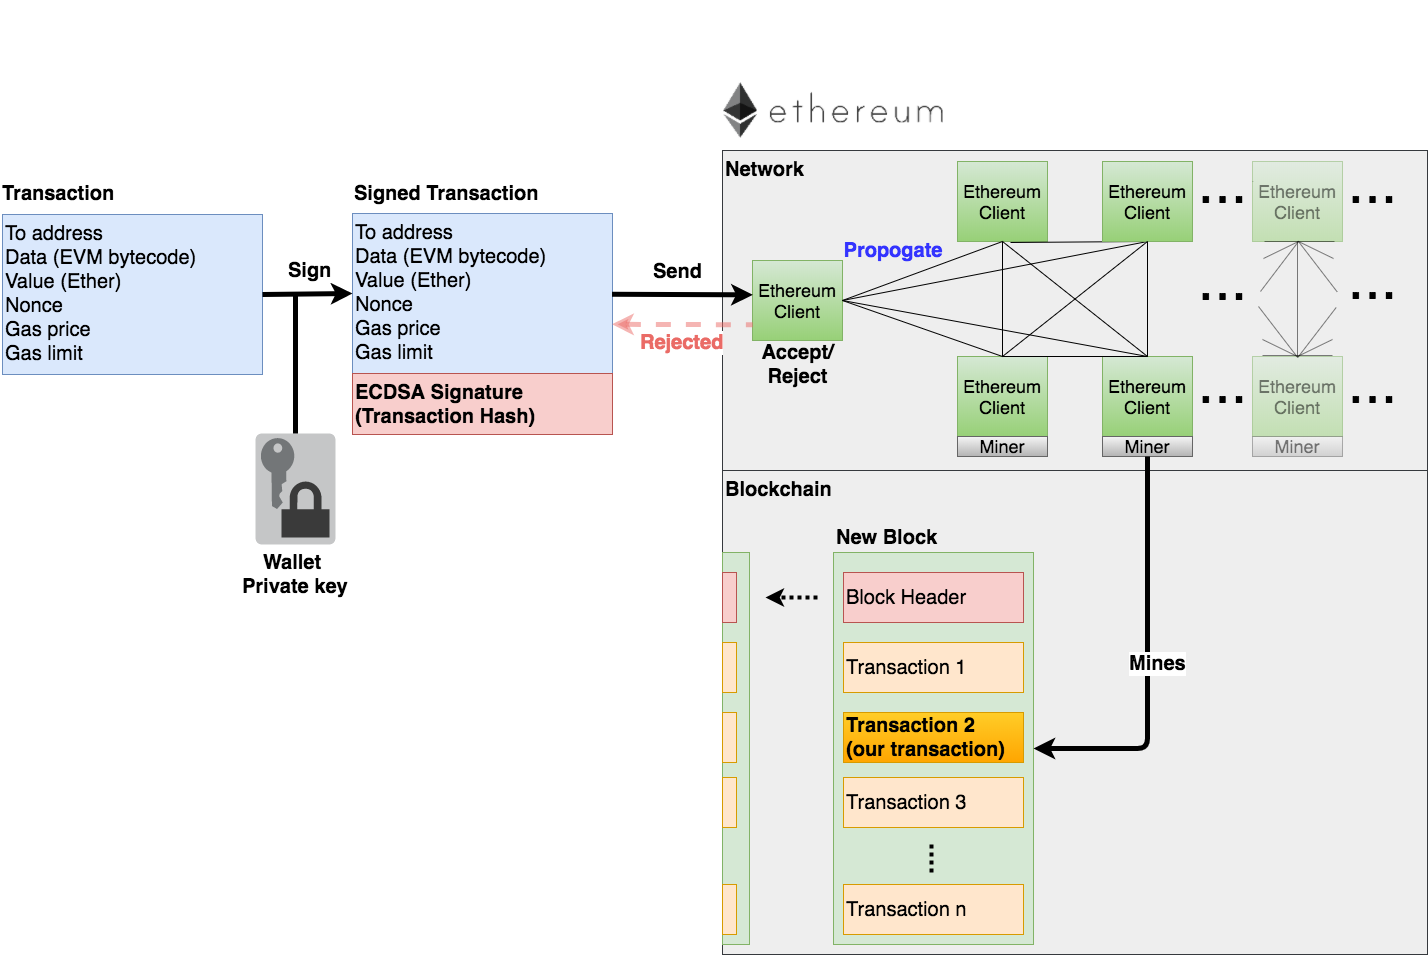 ethereum
Transaction
To address
Data (EVM bytecode)
Value (Ether)
Nonce
Gas price
Gas limit
Sign
Wallet
Private key
Signed Transaction
To address
Data (EVM bytecode)
Value (Ether)
Nonce
Gas price
Gas limit
ECDSA Signature
(Transaction Hash)
Send
Rejected
Network
Ethereum
Client
Accept/
Reject
Propogate
Ethereum
Client
Ethereum
Client
Ethereum
Client
Ethereum
Client
Miner
Ethereum
Client
Miner
Ethereum
Client
Miner
Blockchain
New Block
Block Header
Transaction 1
Transaction 2
(our transaction)
Transaction 3
Transaction n
Mines